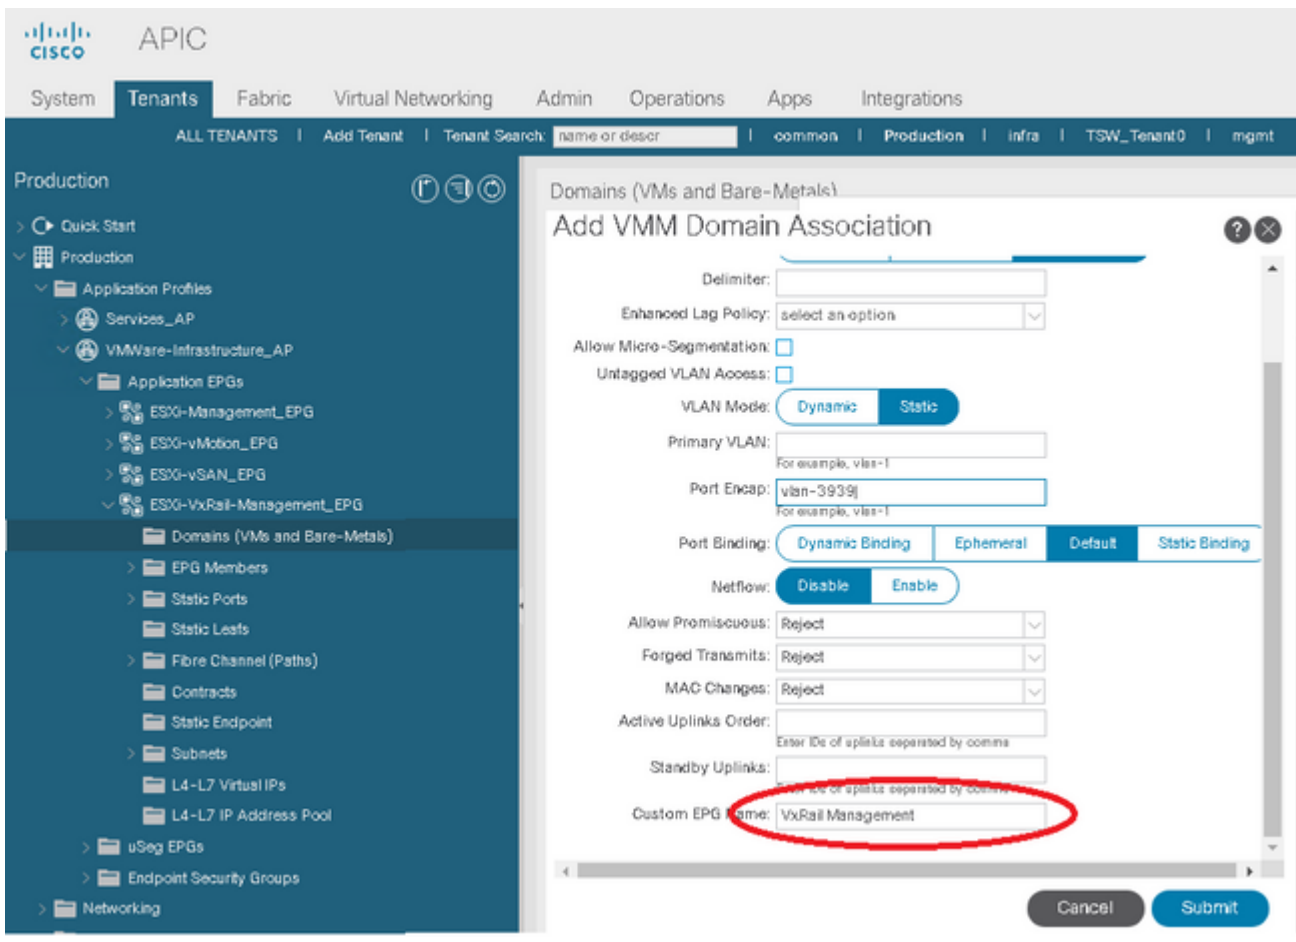 CISCO APIC
System Tenants Fabric Virtual Networking Admin Operations Apps Integrations
ALL TENANTS | Add Tenant | Tenant Search: name or descr | common | Production | infra | TSW_Tenant0 | mgmt
Production
Quick Start
Production
Application Profiles
Services_AP
VMWare-Infrastructure_AP
Application EPGs
ESXi-Management_EPG
ESXi-vMotion_EPG
ESXi-vSAN_EPG
ESXi-VxRail-Management_EPG
Domains (VMs and Bare-Metals)
EPG Members
Static Ports
Static Leafs
Fibre Channel (Paths)
Contracts
Static Endpoint
Subnets
L4-L7 Virtual IPs
L4-L7 IP Address Pool
uSeg EPGs
Endpoint Security Groups
Networking
Domains (VMs and Bare-Metals)
Add VMM Domain Association
Delimiter:
Enhanced Lag Policy: select an option
Allow Micro-Segmentation:
Untagged VLAN Access:
VLAN Mode: Dynamic Static
Primary VLAN:
For example, vlan-1
Port Encap: vlan-3939
For example, vlan-1
Port Binding: Dynamic Binding Ephemeral Default Static Binding
Netflow: Disable Enable
Allow Promiscuous: Reject
Forged Transmits: Reject
MAC Changes: Reject
Active Uplinks Order:
Enter IDs of uplinks separated by comma
Standby Uplinks:
Enter IDs of uplinks separated by comma
Custom EPG Name: VxRail Management
Cancel Submit